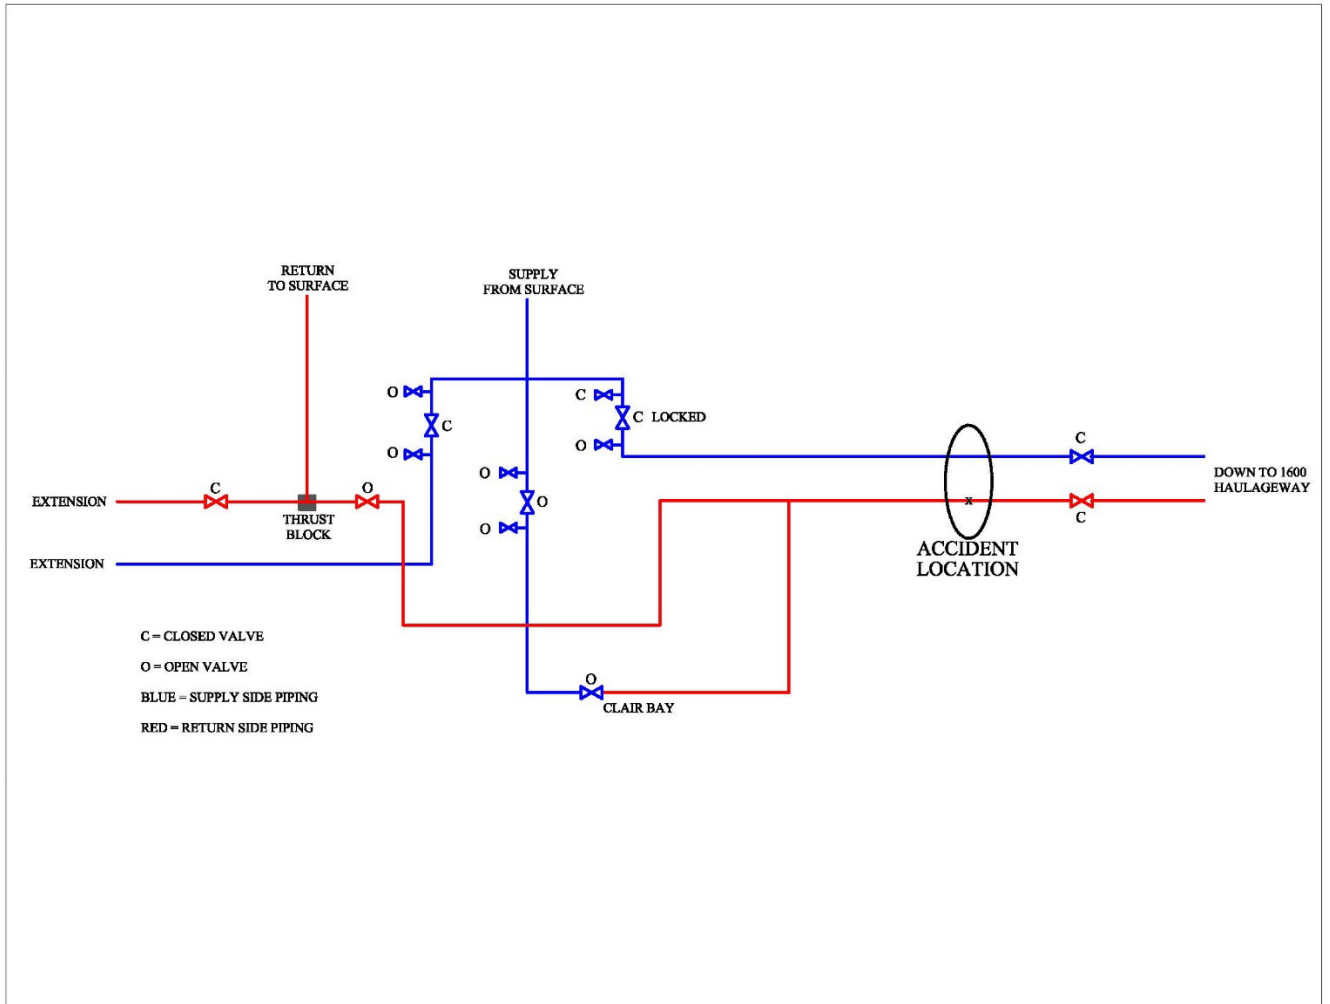 RETURN
TO SURFACE
SUPPLY
FROM SURFACE
O
C
C
LOCKED
C
O
O
C
DOWN TO 1600
HAULAGEWAY
O
O
O
C
O
EXTENSION
THRUST
BLOCK
x
C
ACCIDENT
LOCATION
EXTENSION
C = CLOSED VALVE
O = OPEN VALVE
BLUE = SUPPLY SIDE PIPING
RED = RETURN SIDE PIPING
O
CLAIR BAY